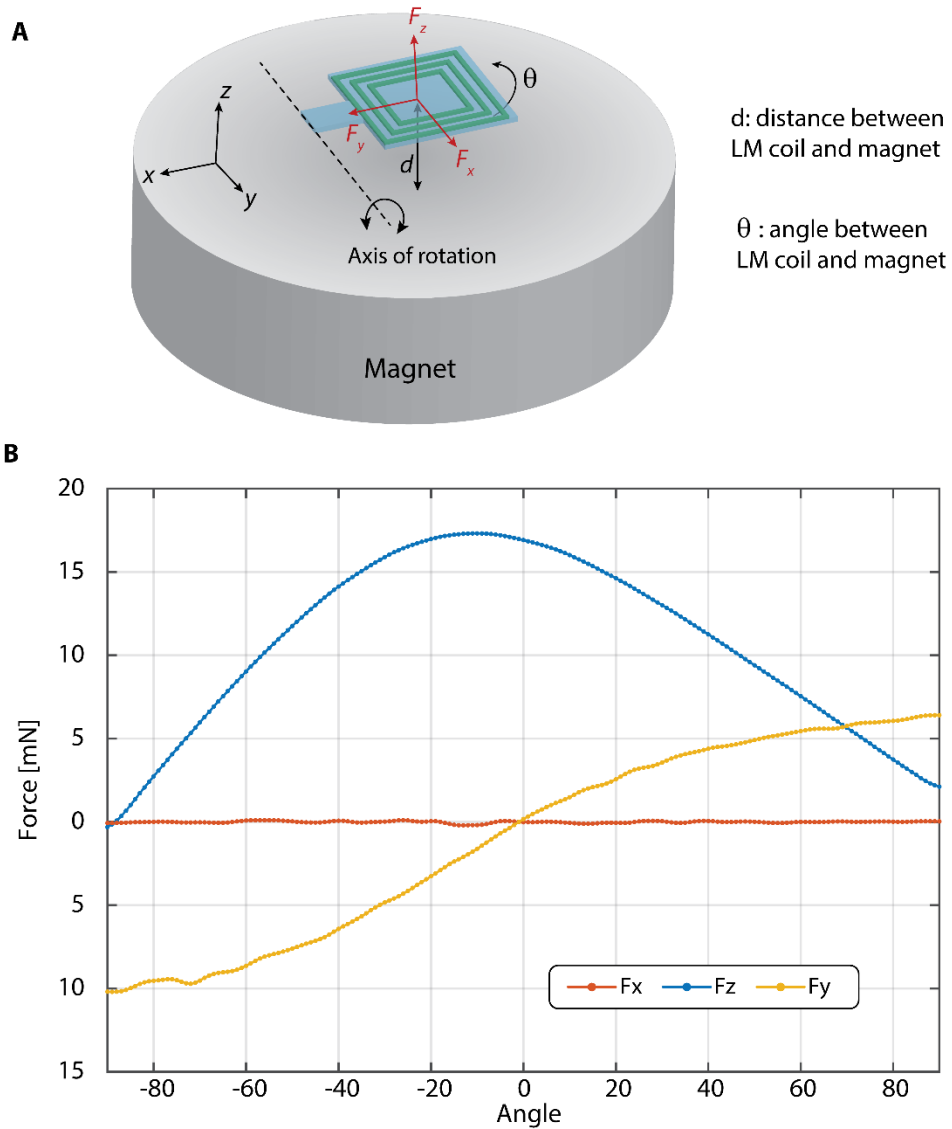 A
F_z
θ
z
F_y
d
F_x
x
y
Axis of rotation
Magnet
d: distance between
LM coil and magnet
θ : angle between
LM coil and magnet
B
20
15
10
5
0
5
10
15
Force [mN]
Fx Fz Fy
-80 -60 -40 -20 0 20 40 60 80
Angle